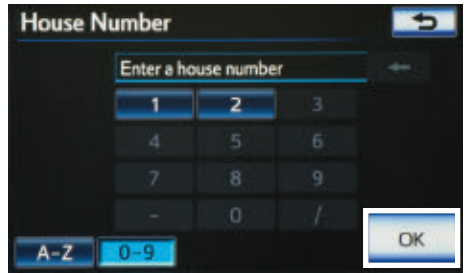 House Number
Enter a house number
1 2 3
4 5 6
7 8 9
- 0 /
A-Z 0-9 OK